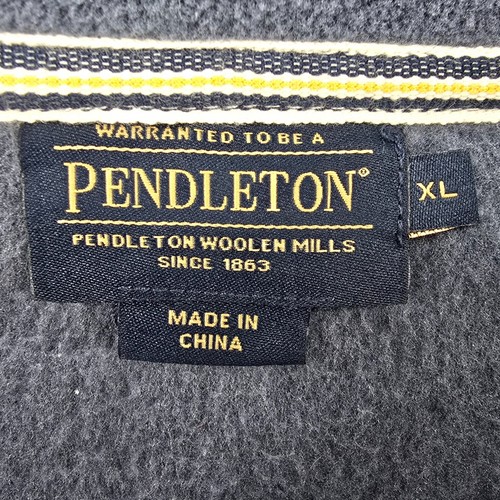 WARRANTED TO BE A
PENDLETON®
XL
PENDLETON WOOLEN MILLS
SINCE 1863
MADE IN
CHINA